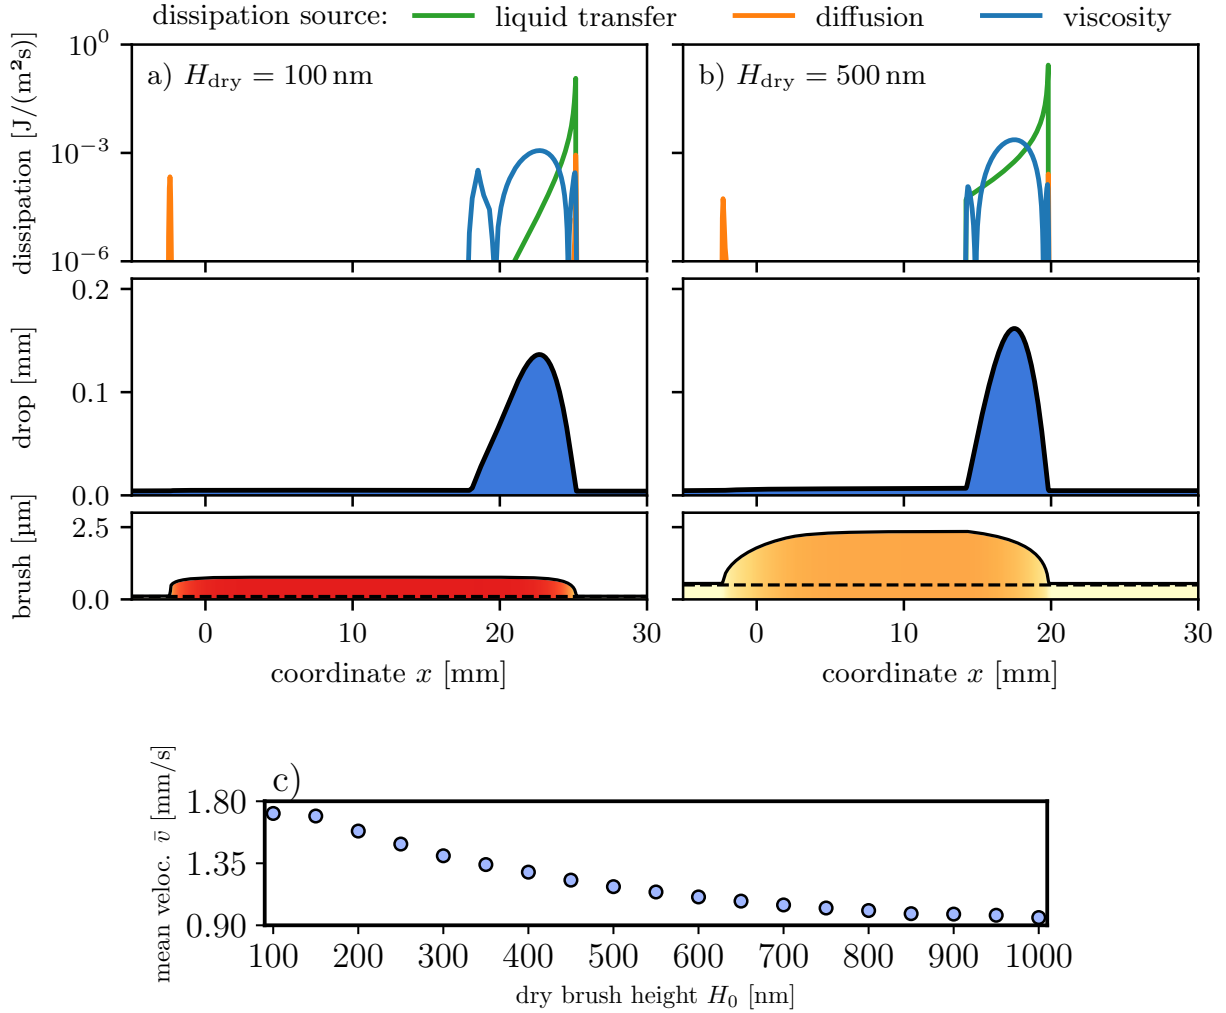 dissipation source: liquid transfer diffusion viscosity
dissipation [J/(m²s)]
10⁰
10⁻³
10⁻⁶
a) H_dry = 100 nm
b) H_dry = 500 nm
drop [mm]
0.2
0.1
0.0
brush [µm]
2.5
0.0
0 10 20 30
0 10 20 30
coordinate x [mm]
coordinate x [mm]
c)
mean veloc. v̄ [mm/s]
1.80
1.35
0.90
100 200 300 400 500 600 700 800 900 1000
dry brush height H₀ [nm]